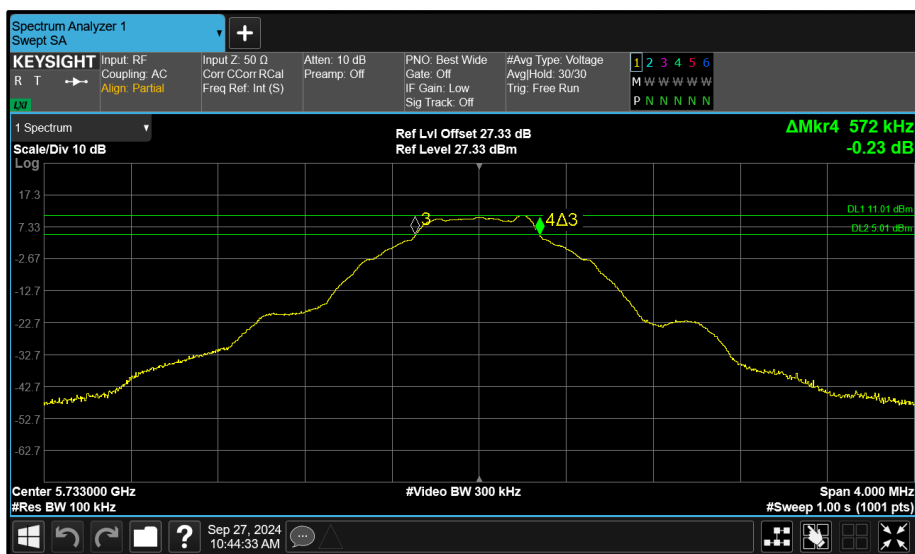 Spectrum Analyzer 1
Swept SA
KEYSIGHT
R T
LXI
Input: RF
Coupling: AC
Align: Partial
Input Z: 50 Ω
Corr CCorr RCal
Freq Ref: Int (S)
Atten: 10 dB
Preamp: Off
PNO: Best Wide
Gate: Off
IF Gain: Low
Sig Track: Off
#Avg Type: Voltage
Avg|Hold: 30/30
Trig: Free Run
1 2 3 4 5 6
M W W W W W
P N N N N N
1 Spectrum
Scale/Div 10 dB
Ref Lvl Offset 27.33 dB
Ref Level 27.33 dBm
ΔMkr4 572 kHz
-0.23 dB
Log
17.3
7.33
-2.67
-12.7
-22.7
-32.7
-42.7
-52.7
-62.7
3
4Δ3
DL1 11.01 dBm
DL2 5.01 dBm
Center 5.733000 GHz
#Res BW 100 kHz
#Video BW 300 kHz
Span 4.000 MHz
#Sweep 1.00 s (1001 pts)
?
Sep 27, 2024
10:44:33 AM